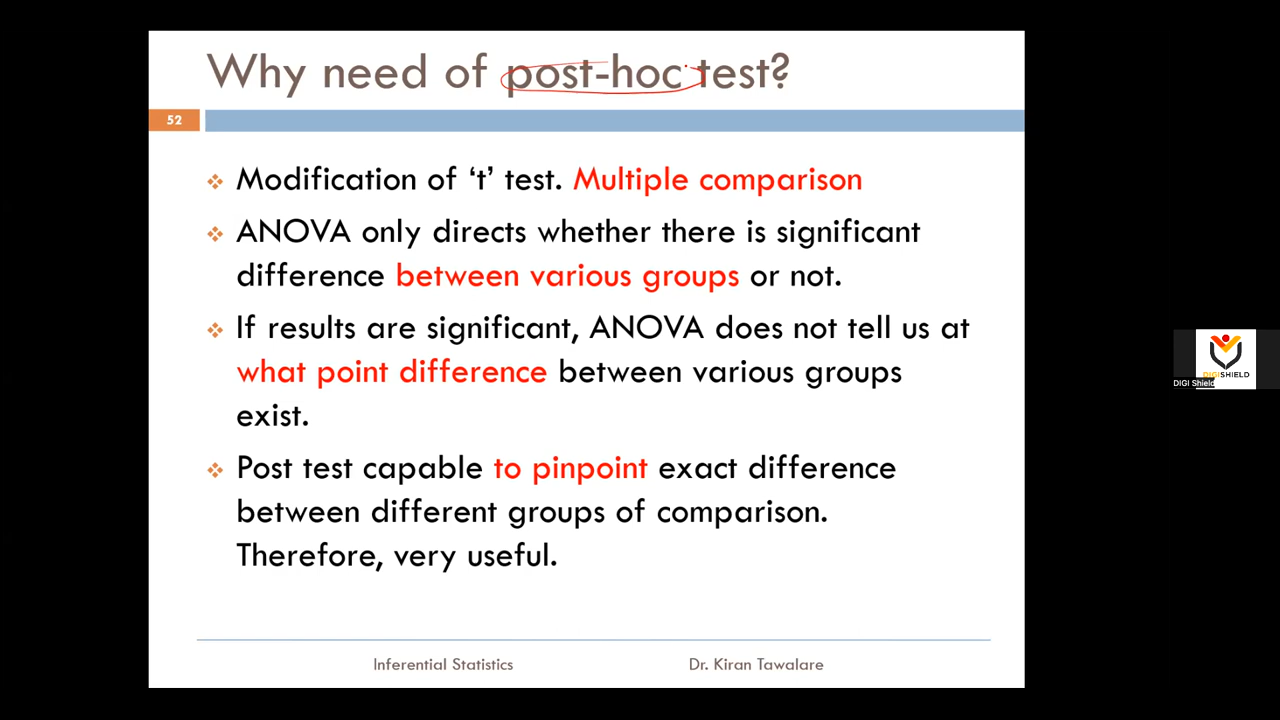 Why need of post-hoc test?
52
Modification of ‘t’ test. Multiple comparison
ANOVA only directs whether there is significant
difference between various groups or not.
If results are significant, ANOVA does not tell us at
what point difference between various groups
exist.
Post test capable to pinpoint exact difference
between different groups of comparison.
Therefore, very useful.
Inferential Statistics
Dr. Kiran Tawalare
DIGISHIELD
DIGI Shield